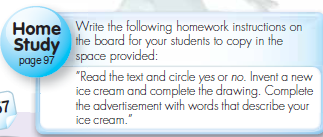 Home
Study
page 97
Write the following homework instructions on
the board for your students to copy in the
space provided:
"Read the text and circle yes or no. Invent a new
ice cream and complete the drawing. Complete
the advertisement with words that describe your
ice cream."